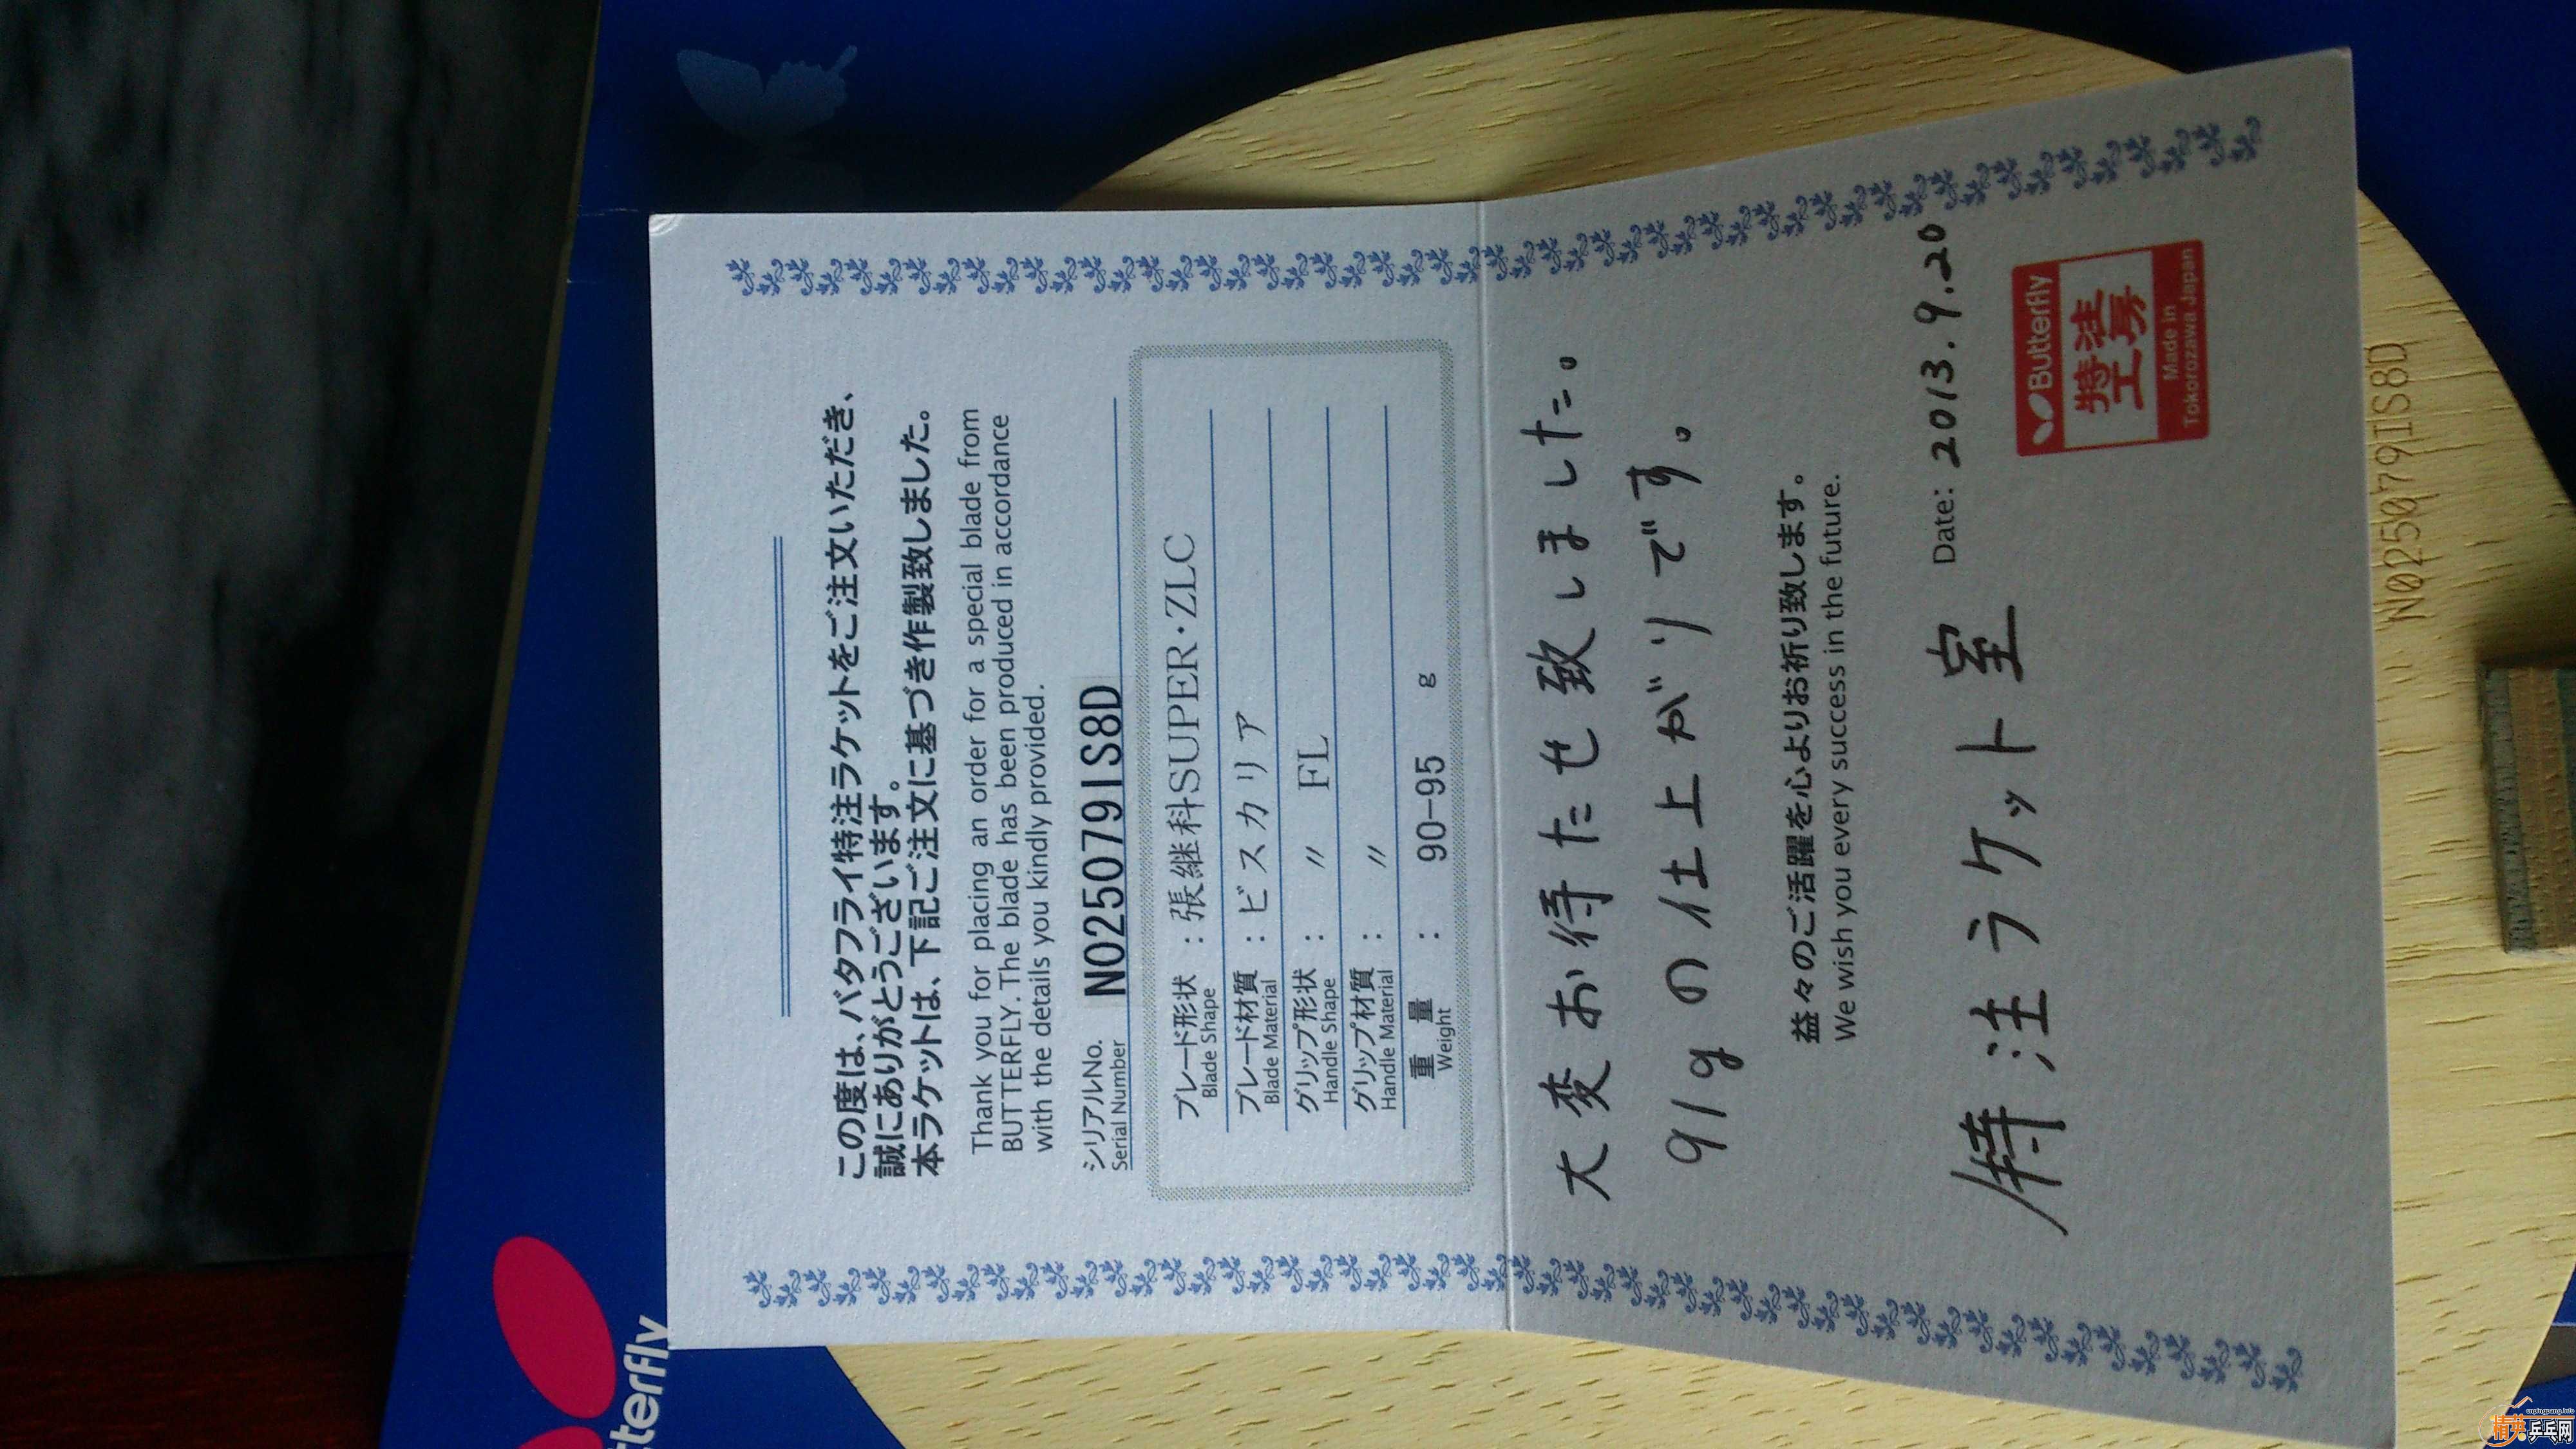 この度は、バタフライ特注ラケットをご注文いただき、
誠にありがとうございます。
本ラケットは、下記ご注文に基づき作製致しました。
Thank you for placing an order for a special blade from
BUTTERFLY. The blade has been produced in accordance
with the details you kindly provided.
シリアルNo.
Serial Number
N025079IS8D
ブレード形状 : 張継科SUPER・ZLC
Blade Shape
ブレード材質 : ビスカリア
Blade Material
グリップ形状 : 〃 FL
Handle Shape
グリップ材質 : 〃
Handle Material
重 量 : 90-95 g
Weight
大変お待たせ致しました。
91gの仕上がりです。
益々のご活躍を心よりお祈り致します。
We wish you every success in the future.
Date: 2013.9.20
特注ラケット室
Butterfly
特注
工房
Made in
Tokorozawa Japan
N025079IS8D
tterfly
精英乒乓网